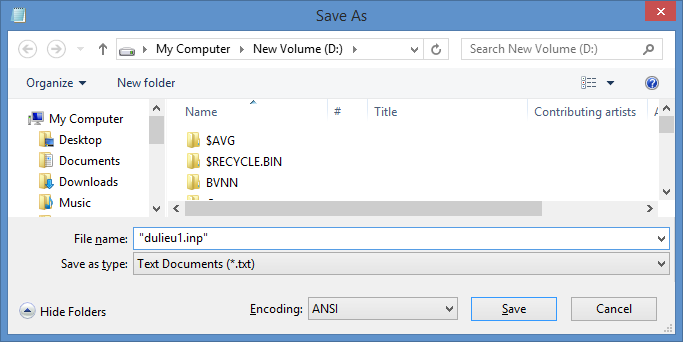 Save As
My Computer New Volume (D:) Search New Volume (D:)
Organize New folder
Name # Title Contributing artists
My Computer
Desktop
Documents
Downloads
Music
$AVG
$RECYCLE.BIN
BVNN
File name: "dulieu1.inp"
Save as type: Text Documents (*.txt)
Hide Folders Encoding: ANSI Save Cancel